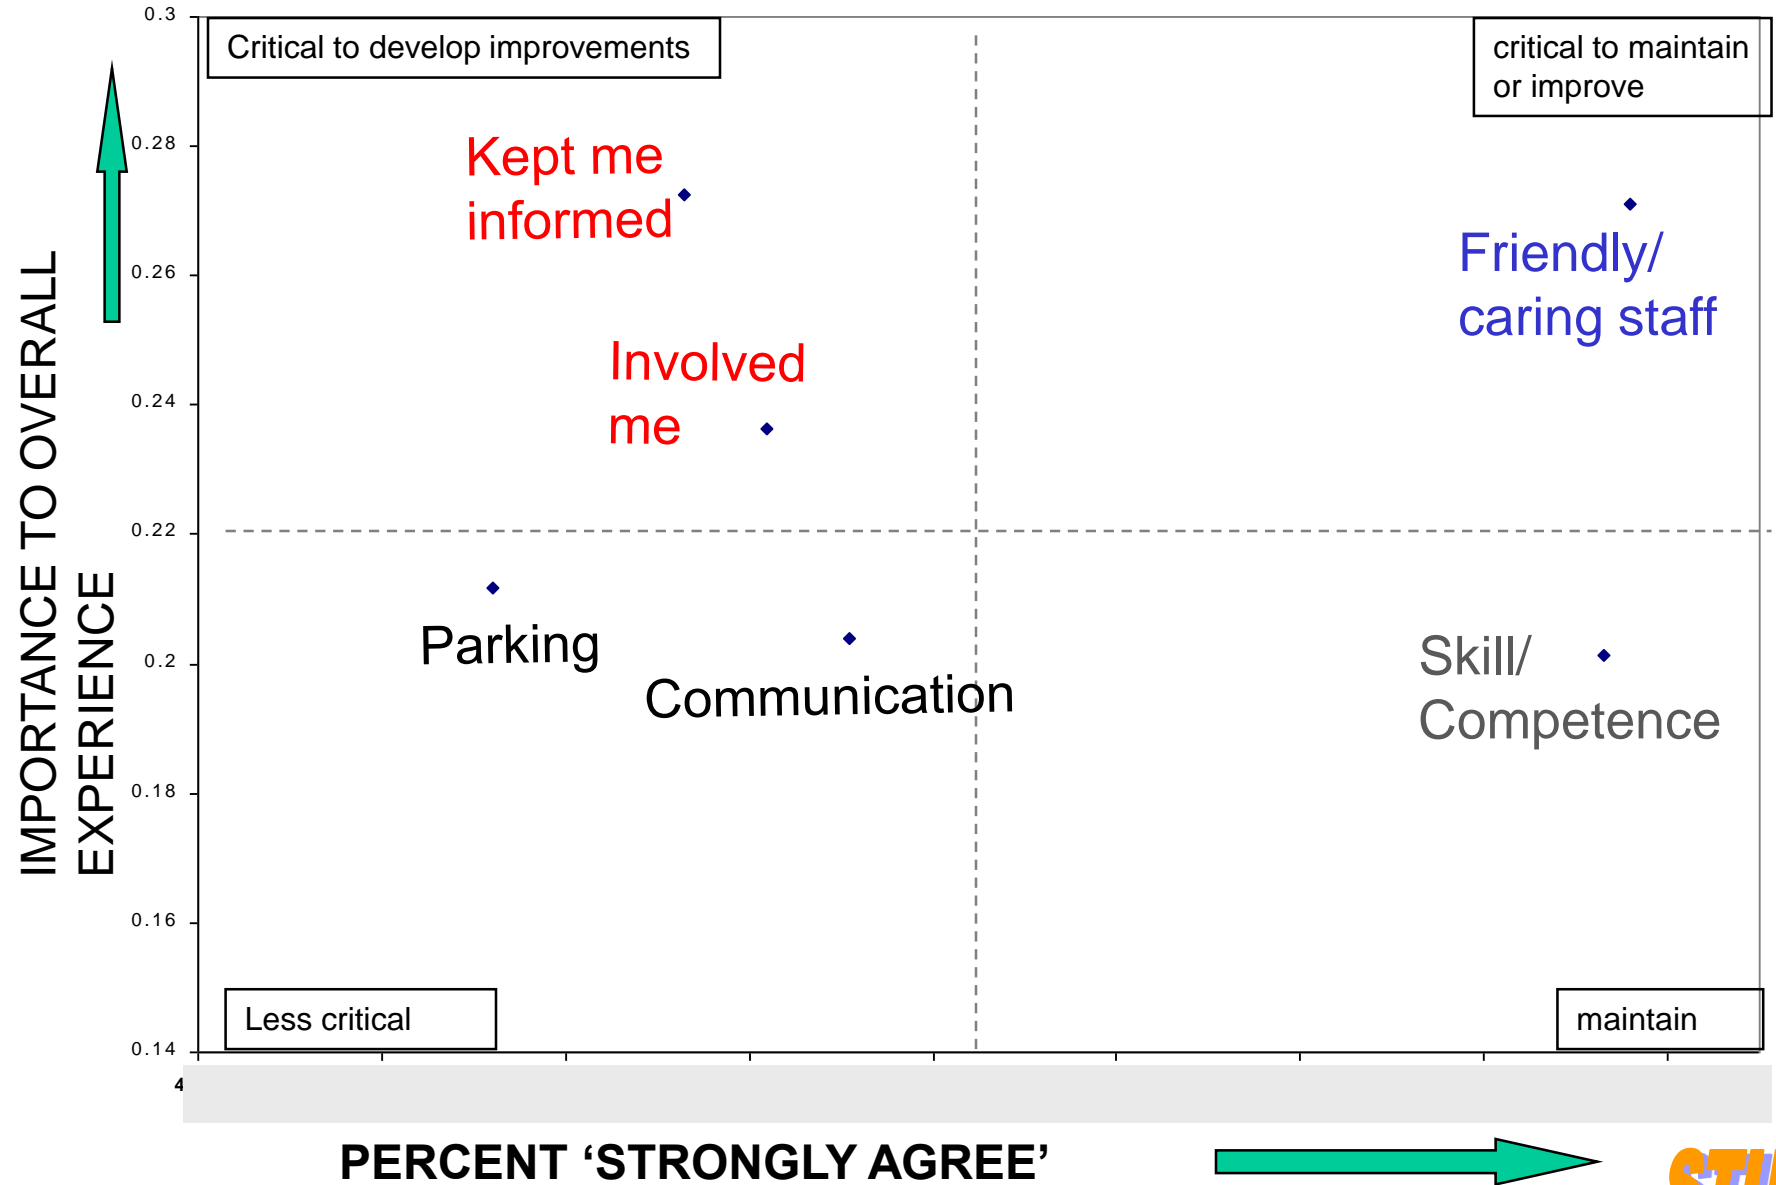 0.3
Critical to develop improvements
critical to maintain
or improve
0.28
Kept me
informed
0.26
Friendly/
caring staff
Involved
me
0.24
0.22
IMPORTANCE TO OVERALL
EXPERIENCE
Parking
0.2
Communication
Skill/
Competence
0.18
0.16
Less critical
maintain
0.14
4
PERCENT ‘STRONGLY AGREE’